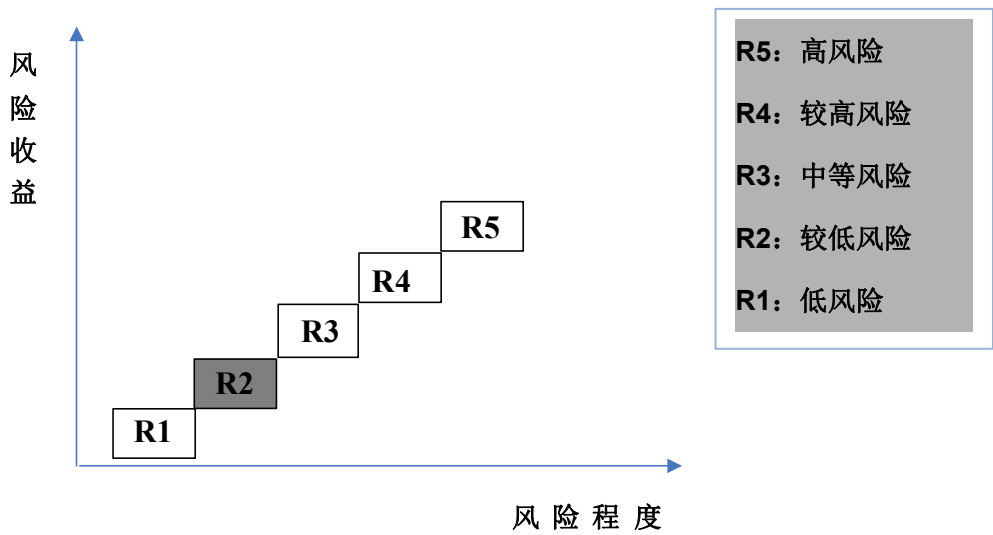 风险收益
R5
R4
R3
R2
R1
风险程度
R5：高风险
R4：较高风险
R3：中等风险
R2：较低风险
R1：低风险